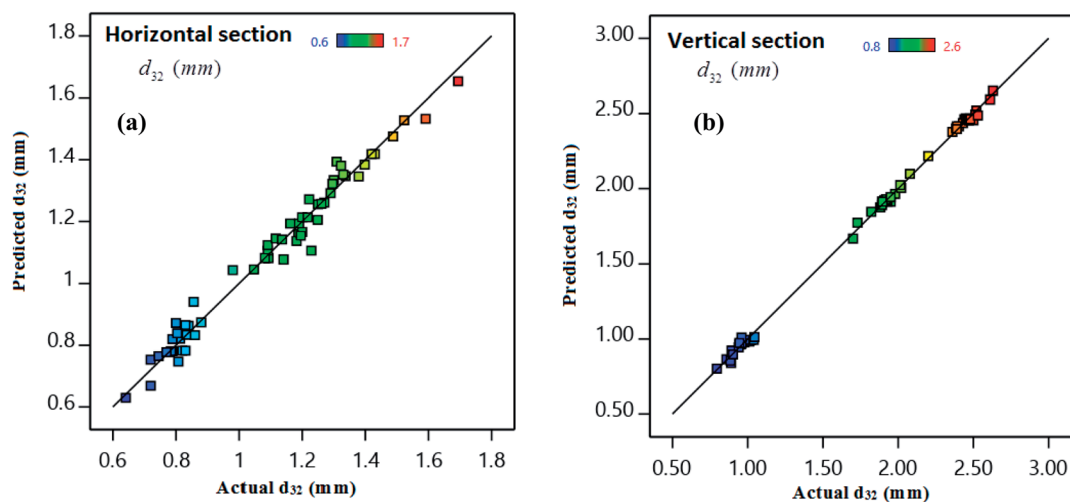 Horizontal section
0.6 1.7
d32 (mm)
(a)
1.8
1.6
1.4
1.2
1
0.8
0.6
Predicted d32 (mm)
0.6 0.8 1 1.2 1.4 1.6 1.8
Actual d32 (mm)
Vertical section
0.8 2.6
d32 (mm)
(b)
3.00
2.50
2.00
1.50
1.00
0.50
Predicted d32 (mm)
0.50 1.00 1.50 2.00 2.50 3.00
Actual d32 (mm)